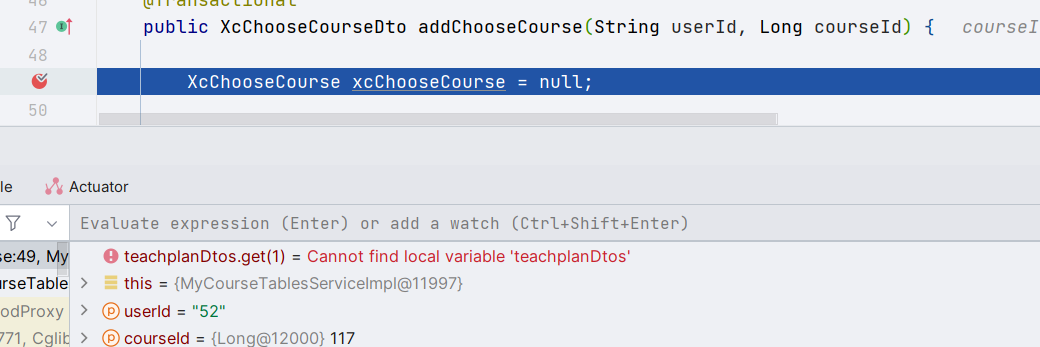 46 @Transactional
47 public XcChooseCourseDto addChooseCourse(String userId, Long courseId) { courseI
48
XcChooseCourse xcChooseCourse = null;
50
le Actuator
Evaluate expression (Enter) or add a watch (Ctrl+Shift+Enter)
se:49, My teachplanDtos.get(1) = Cannot find local variable 'teachplanDtos'
urseTable this = {MyCourseTablesServiceImpl@11997}
odProxy userId = "52"
771, Cglib courseId = {Long@12000} 117